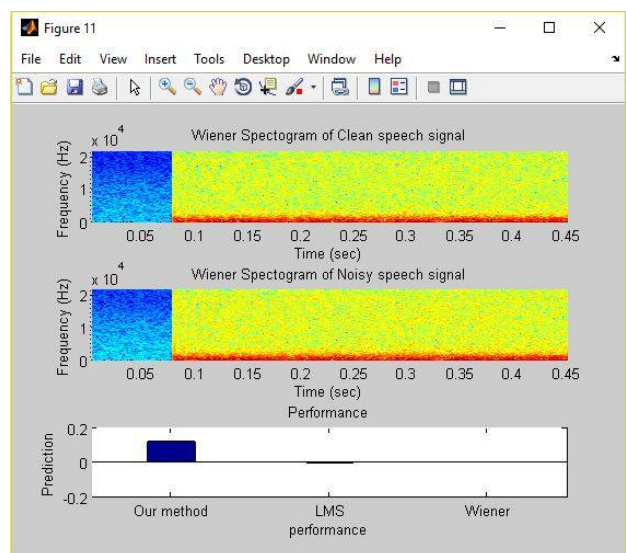 Figure 11
File Edit View Insert Tools Desktop Window Help
Wiener Spectogram of Clean speech signal
x 10^4
Frequency (Hz)
2
1
0
0.05 0.1 0.15 0.2 0.25 0.3 0.35 0.4 0.45
Time (sec)
Wiener Spectogram of Noisy speech signal
x 10^4
Frequency (Hz)
2
1
0
0.05 0.1 0.15 0.2 0.25 0.3 0.35 0.4 0.45
Time (sec)
Performance
Prediction
0.2
0
-0.2
Our method LMS Wiener
performance